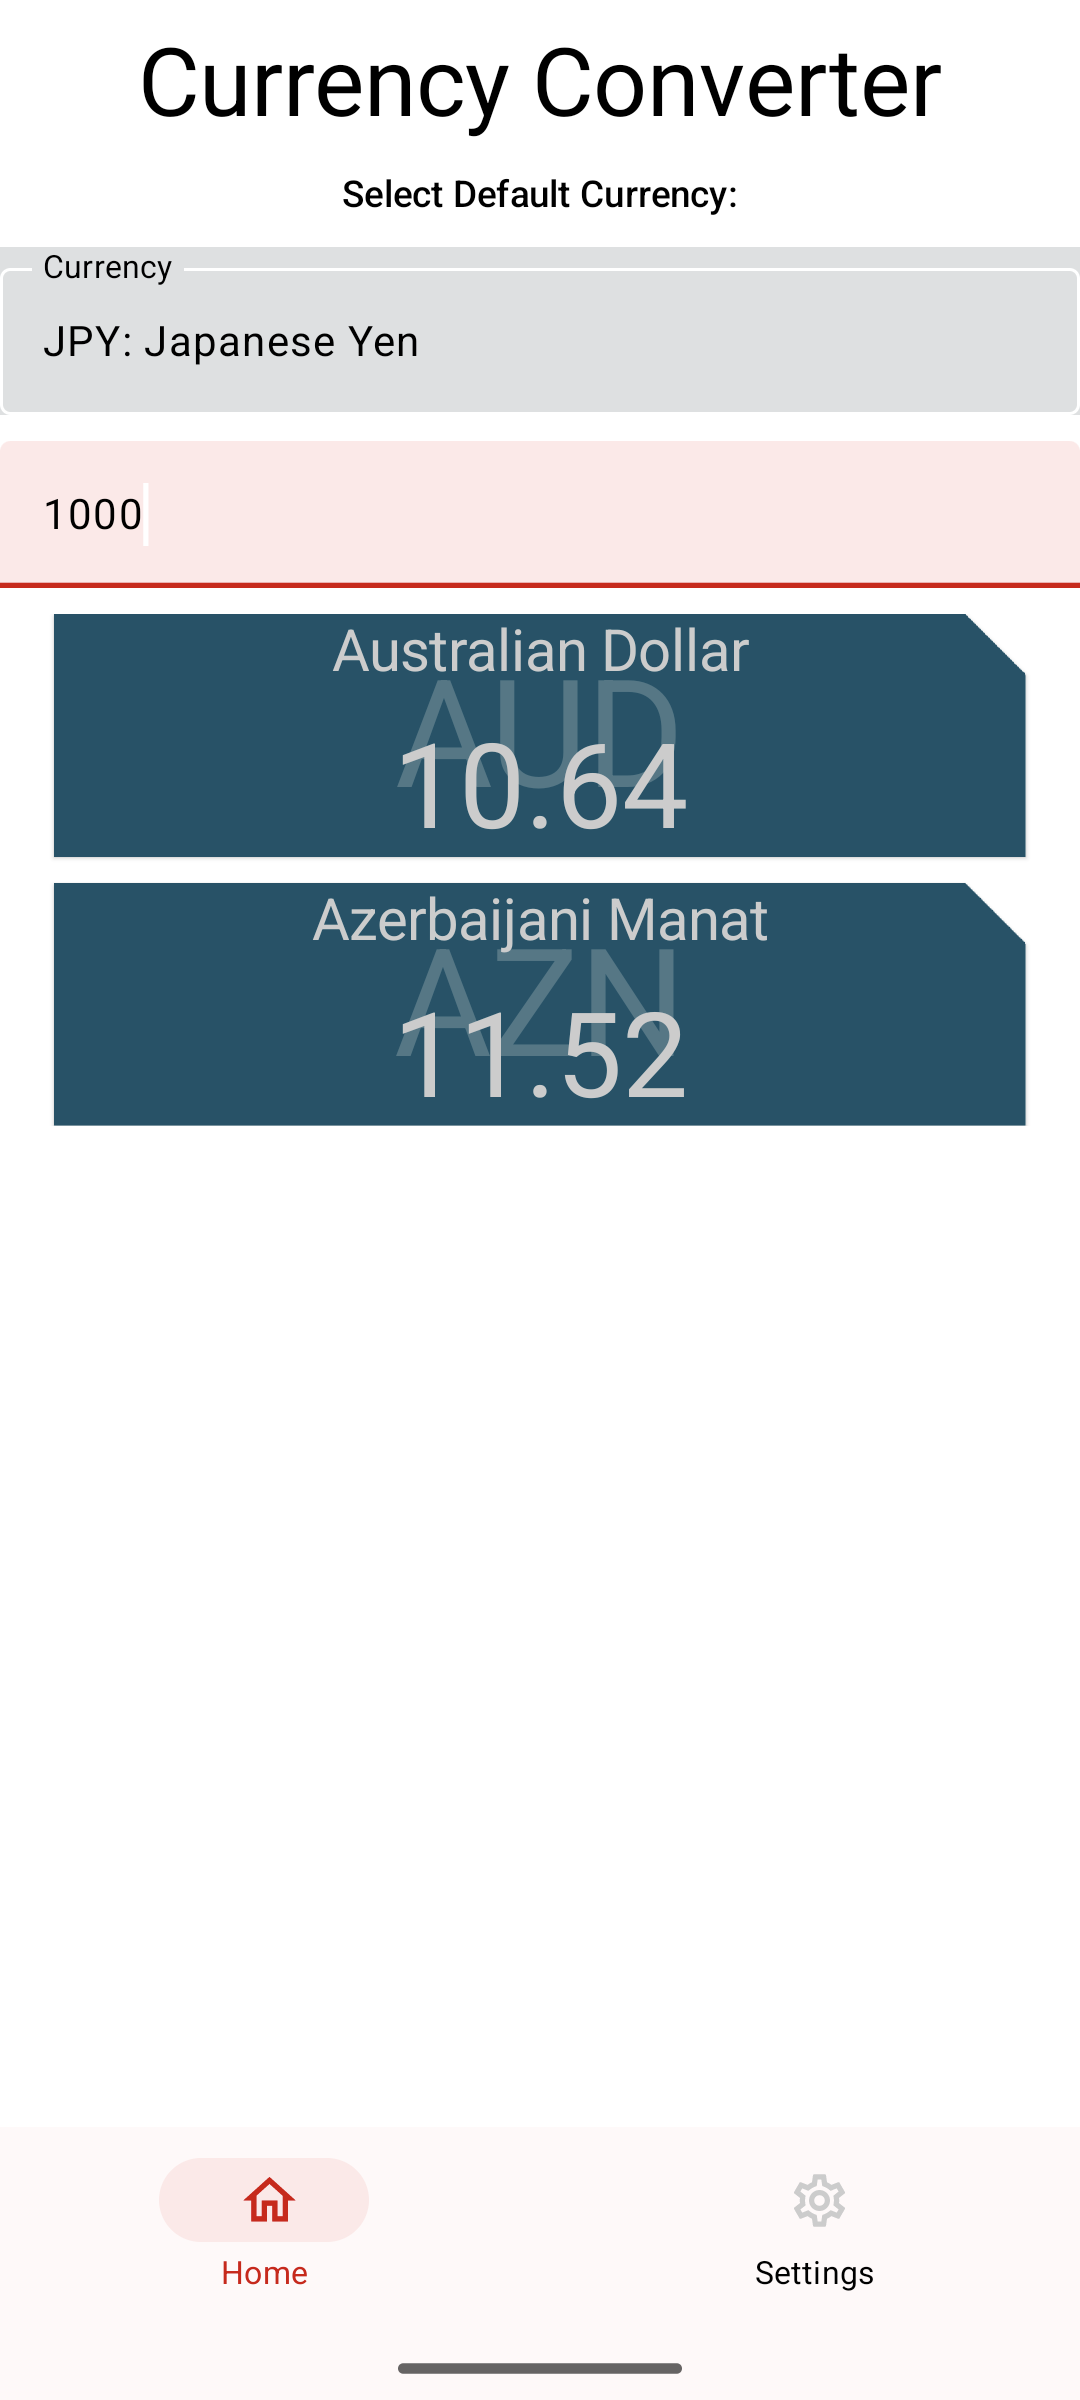 Currency Converter
Select Default Currency:
Currency
JPY: Japanese Yen
1000
Australian Dollar
AUD
10.64
Azerbaijani Manat
AZN
11.52
Home
Settings